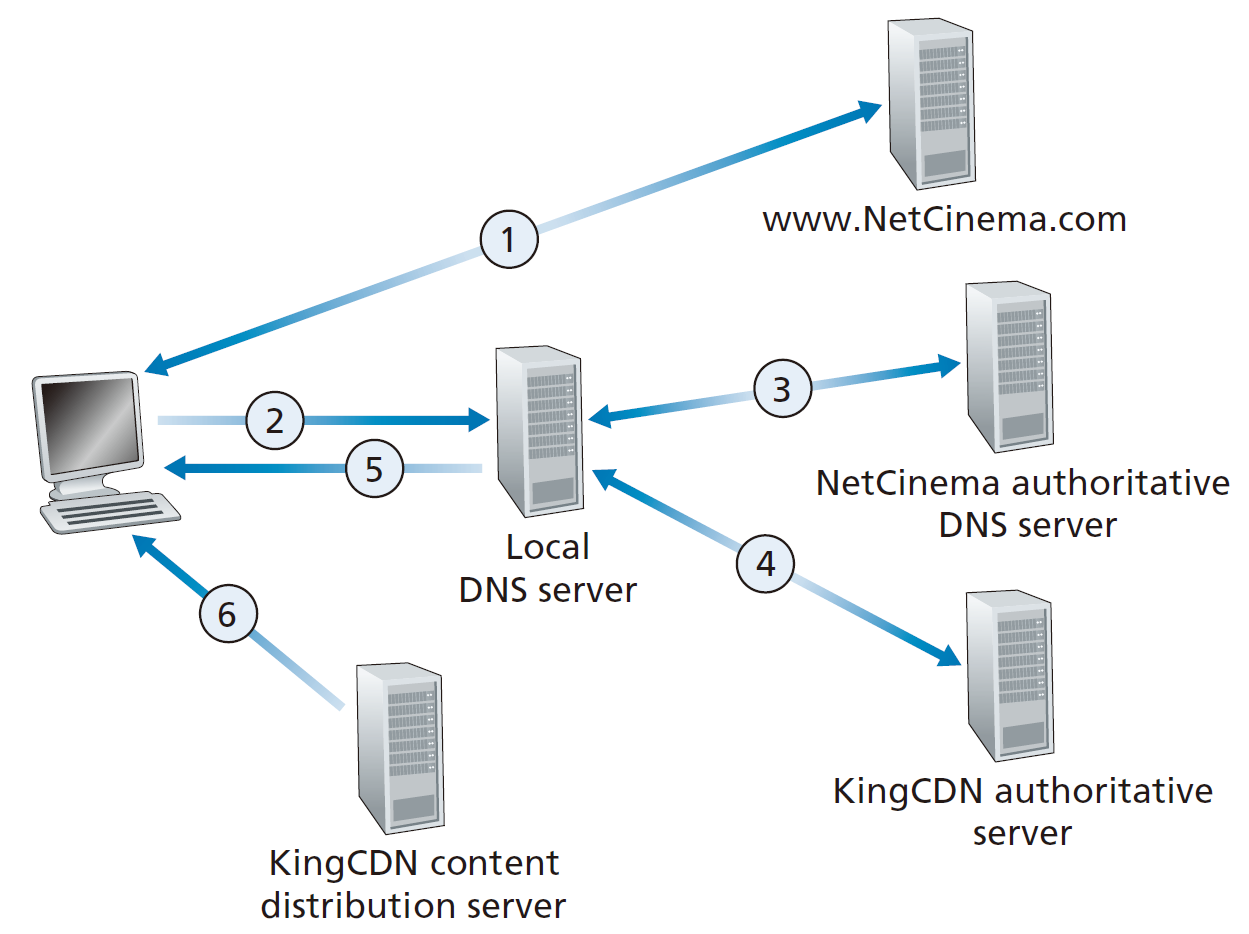 1
www.NetCinema.com
2
5
3
Local
DNS server
NetCinema authoritative
DNS server
4
6
KingCDN authoritative
server
KingCDN content
distribution server